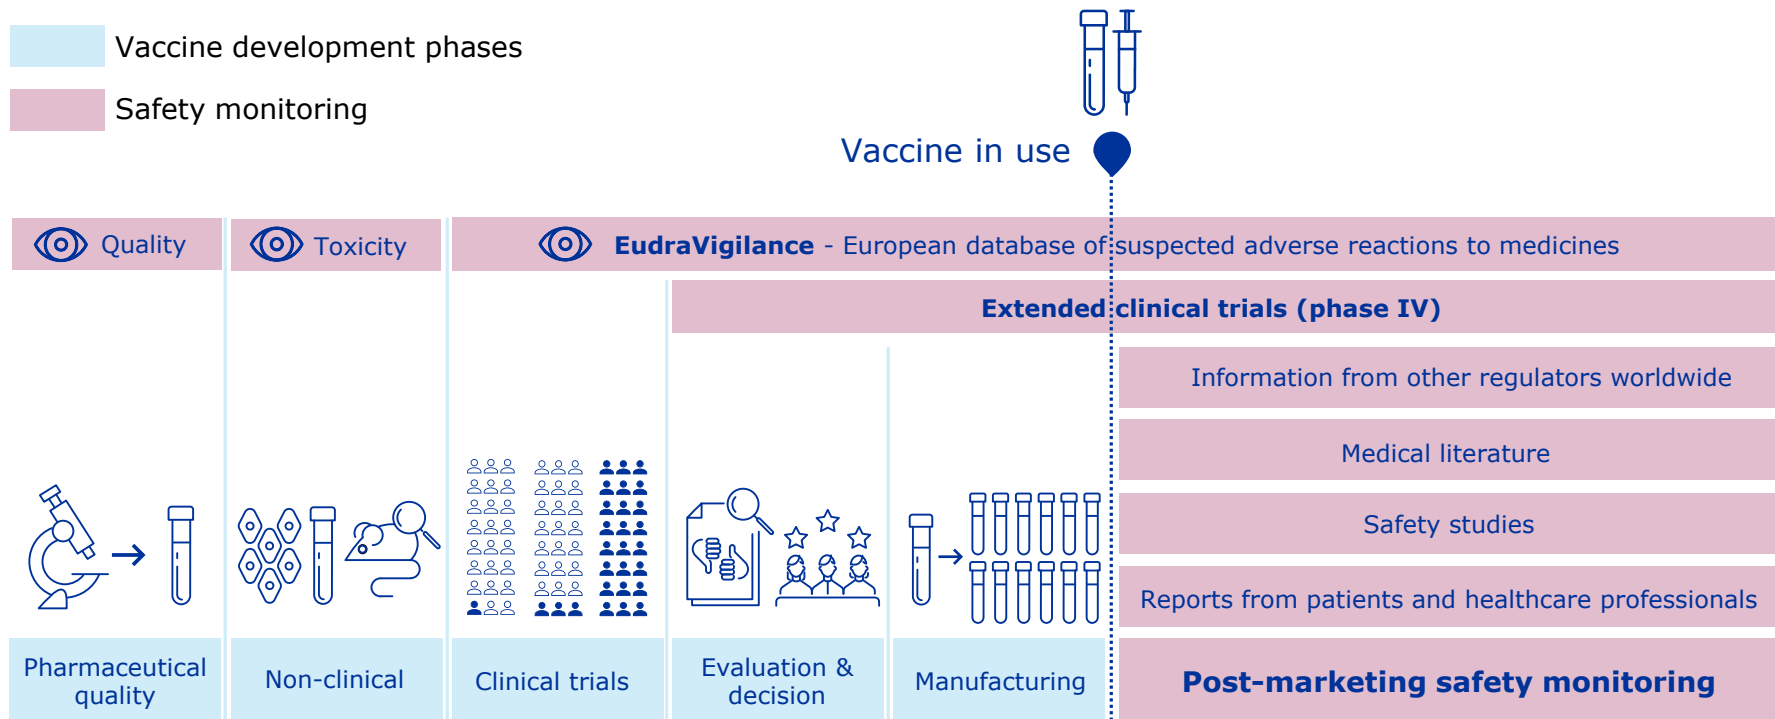 Vaccine development phases
Safety monitoring
Vaccine in use
Quality
Toxicity
EudraVigilance - European database of suspected adverse reactions to medicines
Extended clinical trials (phase IV)
Information from other regulators worldwide
Medical literature
Safety studies
Reports from patients and healthcare professionals
Pharmaceutical
quality
Non-clinical
Clinical trials
Evaluation &
decision
Manufacturing
Post-marketing safety monitoring